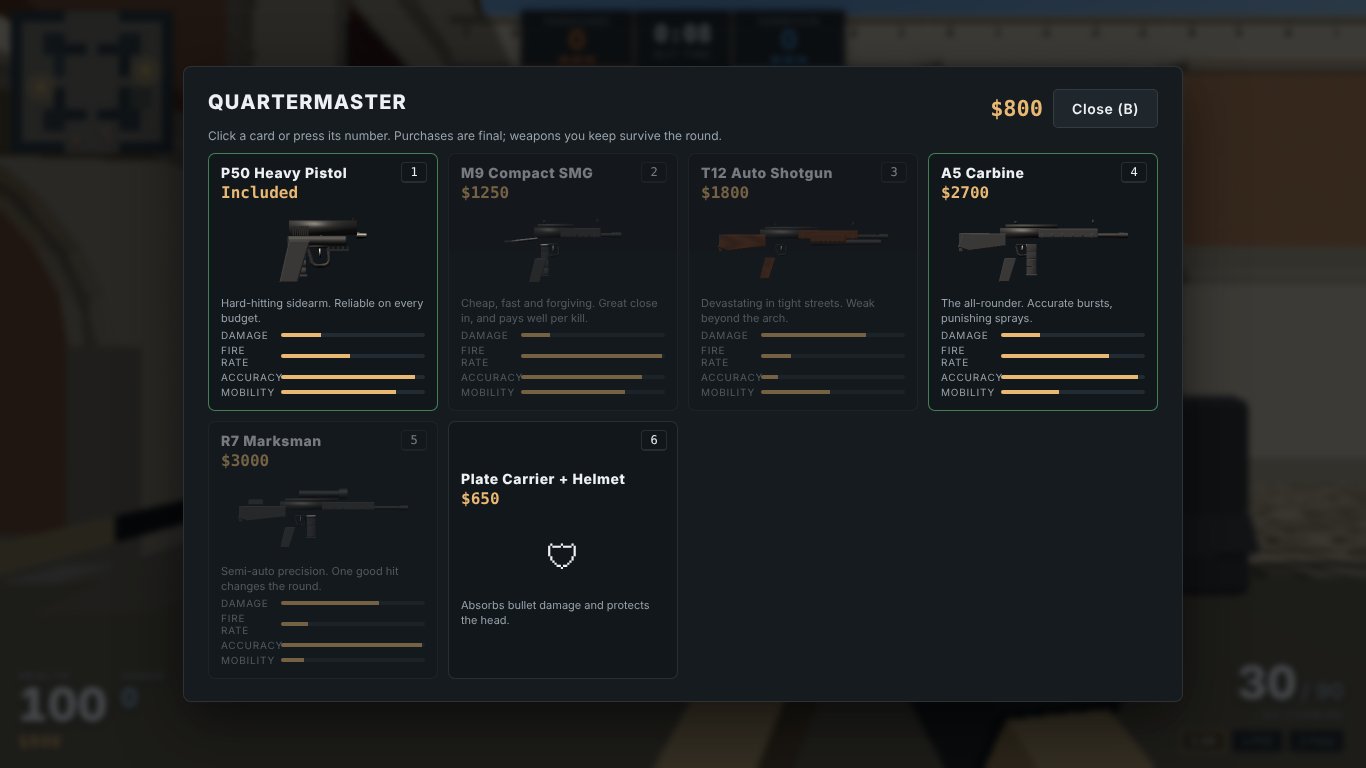 0
0:08
0
QUARTERMASTER
$800
Close (B)
Click a card or press its number. Purchases are final; weapons you keep survive the round.
P50 Heavy Pistol
1
Included
Hard-hitting sidearm. Reliable on every
budget.
DAMAGE
FIRE
RATE
ACCURACY
MOBILITY
M9 Compact SMG
2
$1250
Cheap, fast and forgiving. Great close
in, and pays well per kill.
DAMAGE
FIRE
RATE
ACCURACY
MOBILITY
T12 Auto Shotgun
3
$1800
Devastating in tight streets. Weak
beyond the arch.
DAMAGE
FIRE
RATE
ACCURACY
MOBILITY
A5 Carbine
4
$2700
The all-rounder. Accurate bursts,
punishing sprays.
DAMAGE
FIRE
RATE
ACCURACY
MOBILITY
R7 Marksman
5
$3000
Semi-auto precision. One good hit
changes the round.
DAMAGE
FIRE
RATE
ACCURACY
MOBILITY
6
Plate Carrier + Helmet
$650
Absorbs bullet damage and protects
the head.
100
0
30 / 90